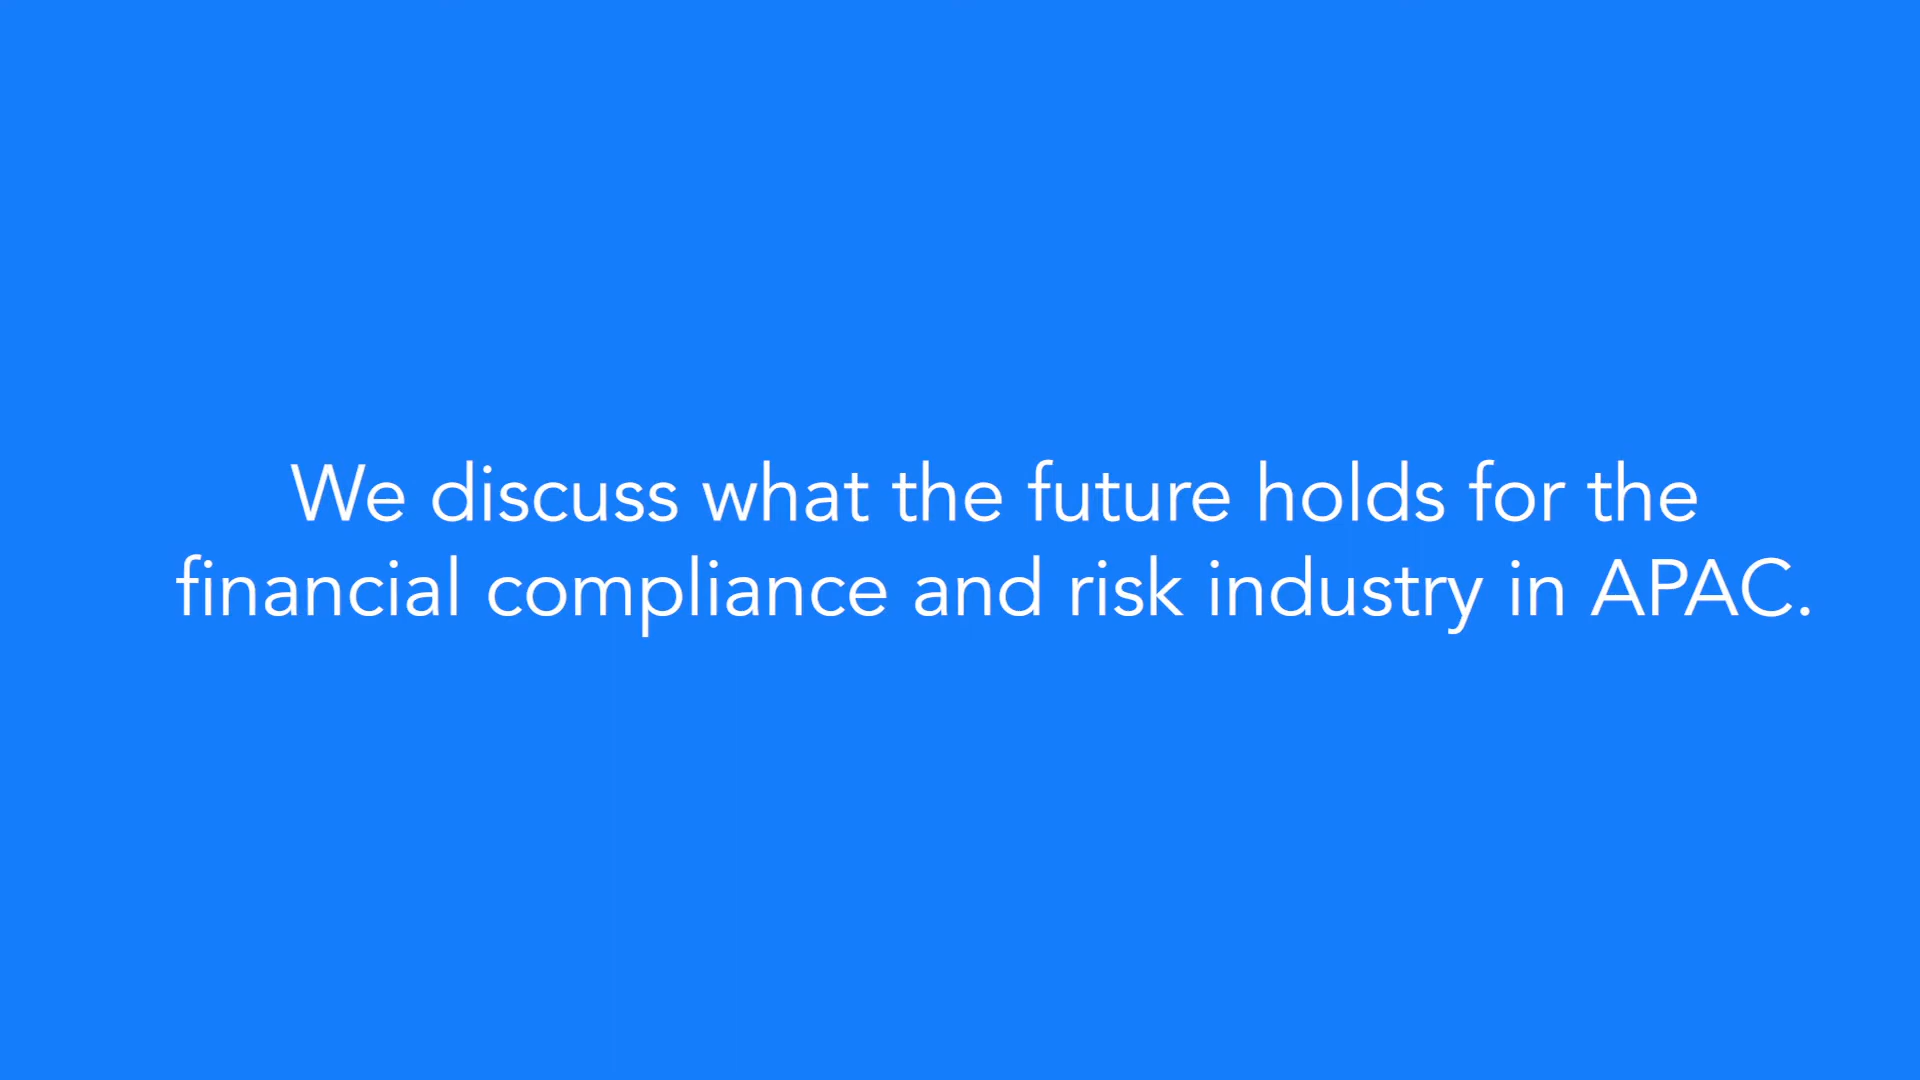 We discuss what the future holds for the
financial compliance and risk industry in APAC.